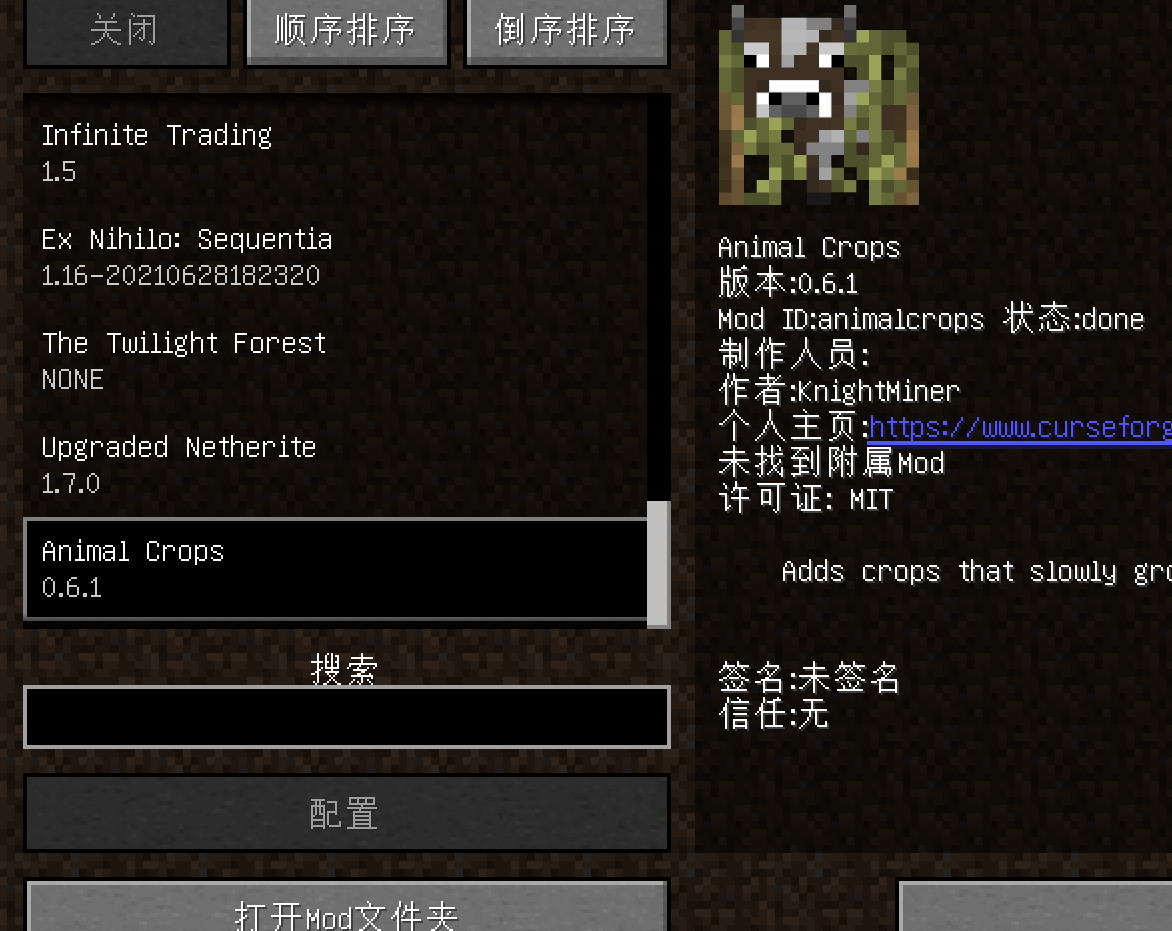 关闭
顺序排序
倒序排序
Infinite Trading
1.5
Ex Nihilo: Sequentia
1.16-20210628182320
The Twilight Forest
NONE
Upgraded Netherite
1.7.0
Animal Crops
0.6.1
搜索
配置
打开Mod文件夹
Animal Crops
版本:0.6.1
Mod ID:animalcrops 状态:done
制作人员:
作者:KnightMiner
个人主页:https://www.curseforg
未找到附属Mod
许可证: MIT
Adds crops that slowly gro
签名:未签名
信任:无